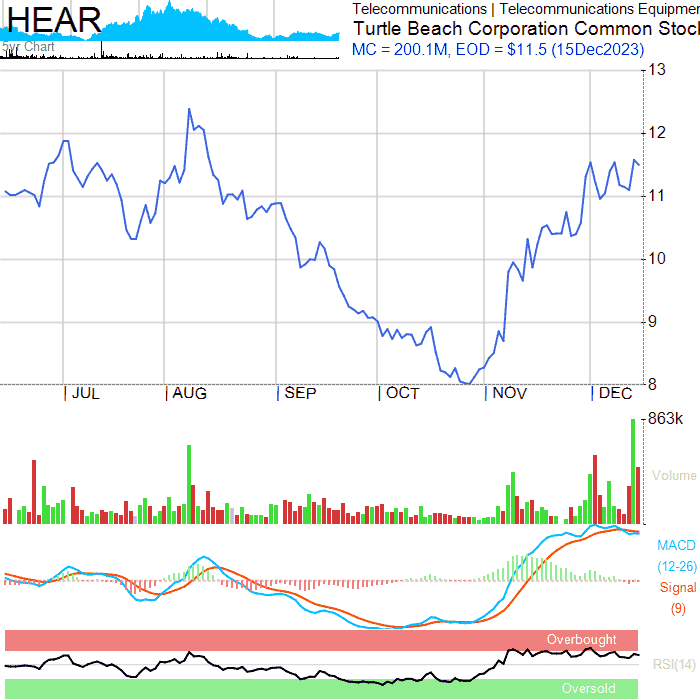 HEAR
5yr Chart
Telecommunications | Telecommunications Equipmen
Turtle Beach Corporation Common Stoc
MC = 200.1M, EOD = $11.5 (15Dec2023)
13
12
11
10
9
8
JUL AUG SEP OCT NOV DEC
863k
Volume
MACD
(12-26)
Signal
(9)
Overbought
RSI(14)
Oversold